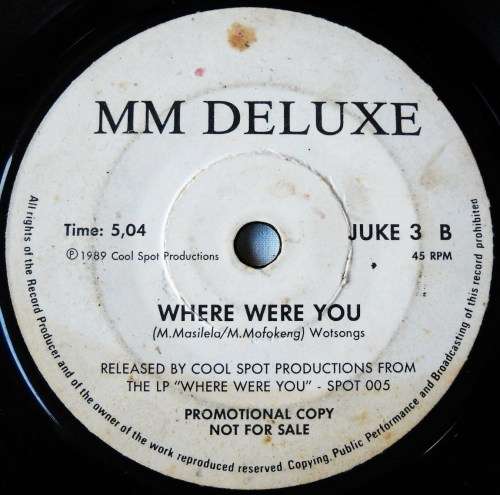 MM DELUXE
Time: 5,04
Ⓟ 1989 Cool Spot Productions
JUKE 3 B
45 RPM
WHERE WERE YOU
(M.Masilela/M.Mofokeng) Wotsongs
RELEASED BY COOL SPOT PRODUCTIONS FROM
THE LP "WHERE WERE YOU" - SPOT 005
PROMOTIONAL COPY
NOT FOR SALE
All rights of the Record Producer and of the owner of the work reproduced reserved. Copying, Public Performance and Broadcasting of this record prohibited